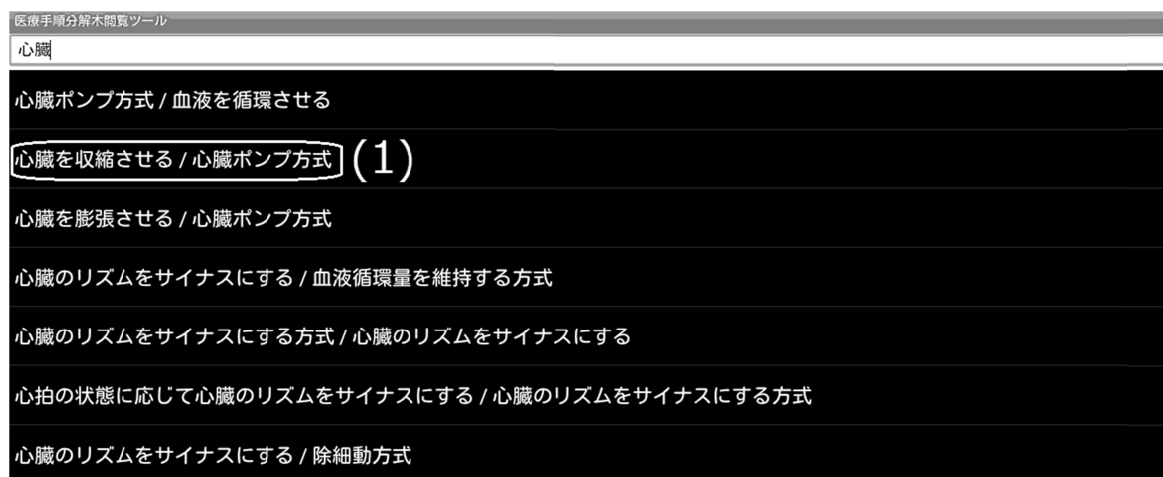 医療手順分解木閲覧ツール
心臓
心臓ポンプ方式 / 血液を循環させる
心臓を収縮させる / 心臓ポンプ方式 (1)
心臓を膨張させる / 心臓ポンプ方式
心臓のリズムをサイナスにする / 血液循環量を維持する方式
心臓のリズムをサイナスにする方式 / 心臓のリズムをサイナスにする
心拍の状態に応じて心臓のリズムをサイナスにする / 心臓のリズムをサイナスにする方式
心臓のリズムをサイナスにする / 除細動方式